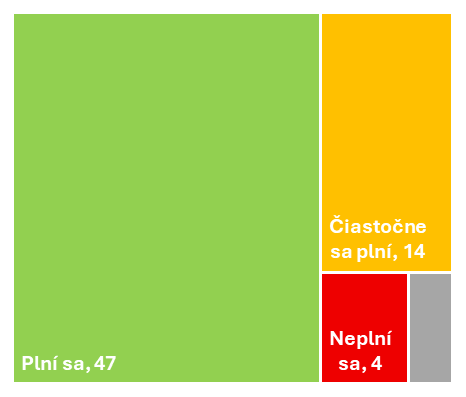 Čiastočne
sa plní, 14
Plní sa, 47
Neplní
sa, 4